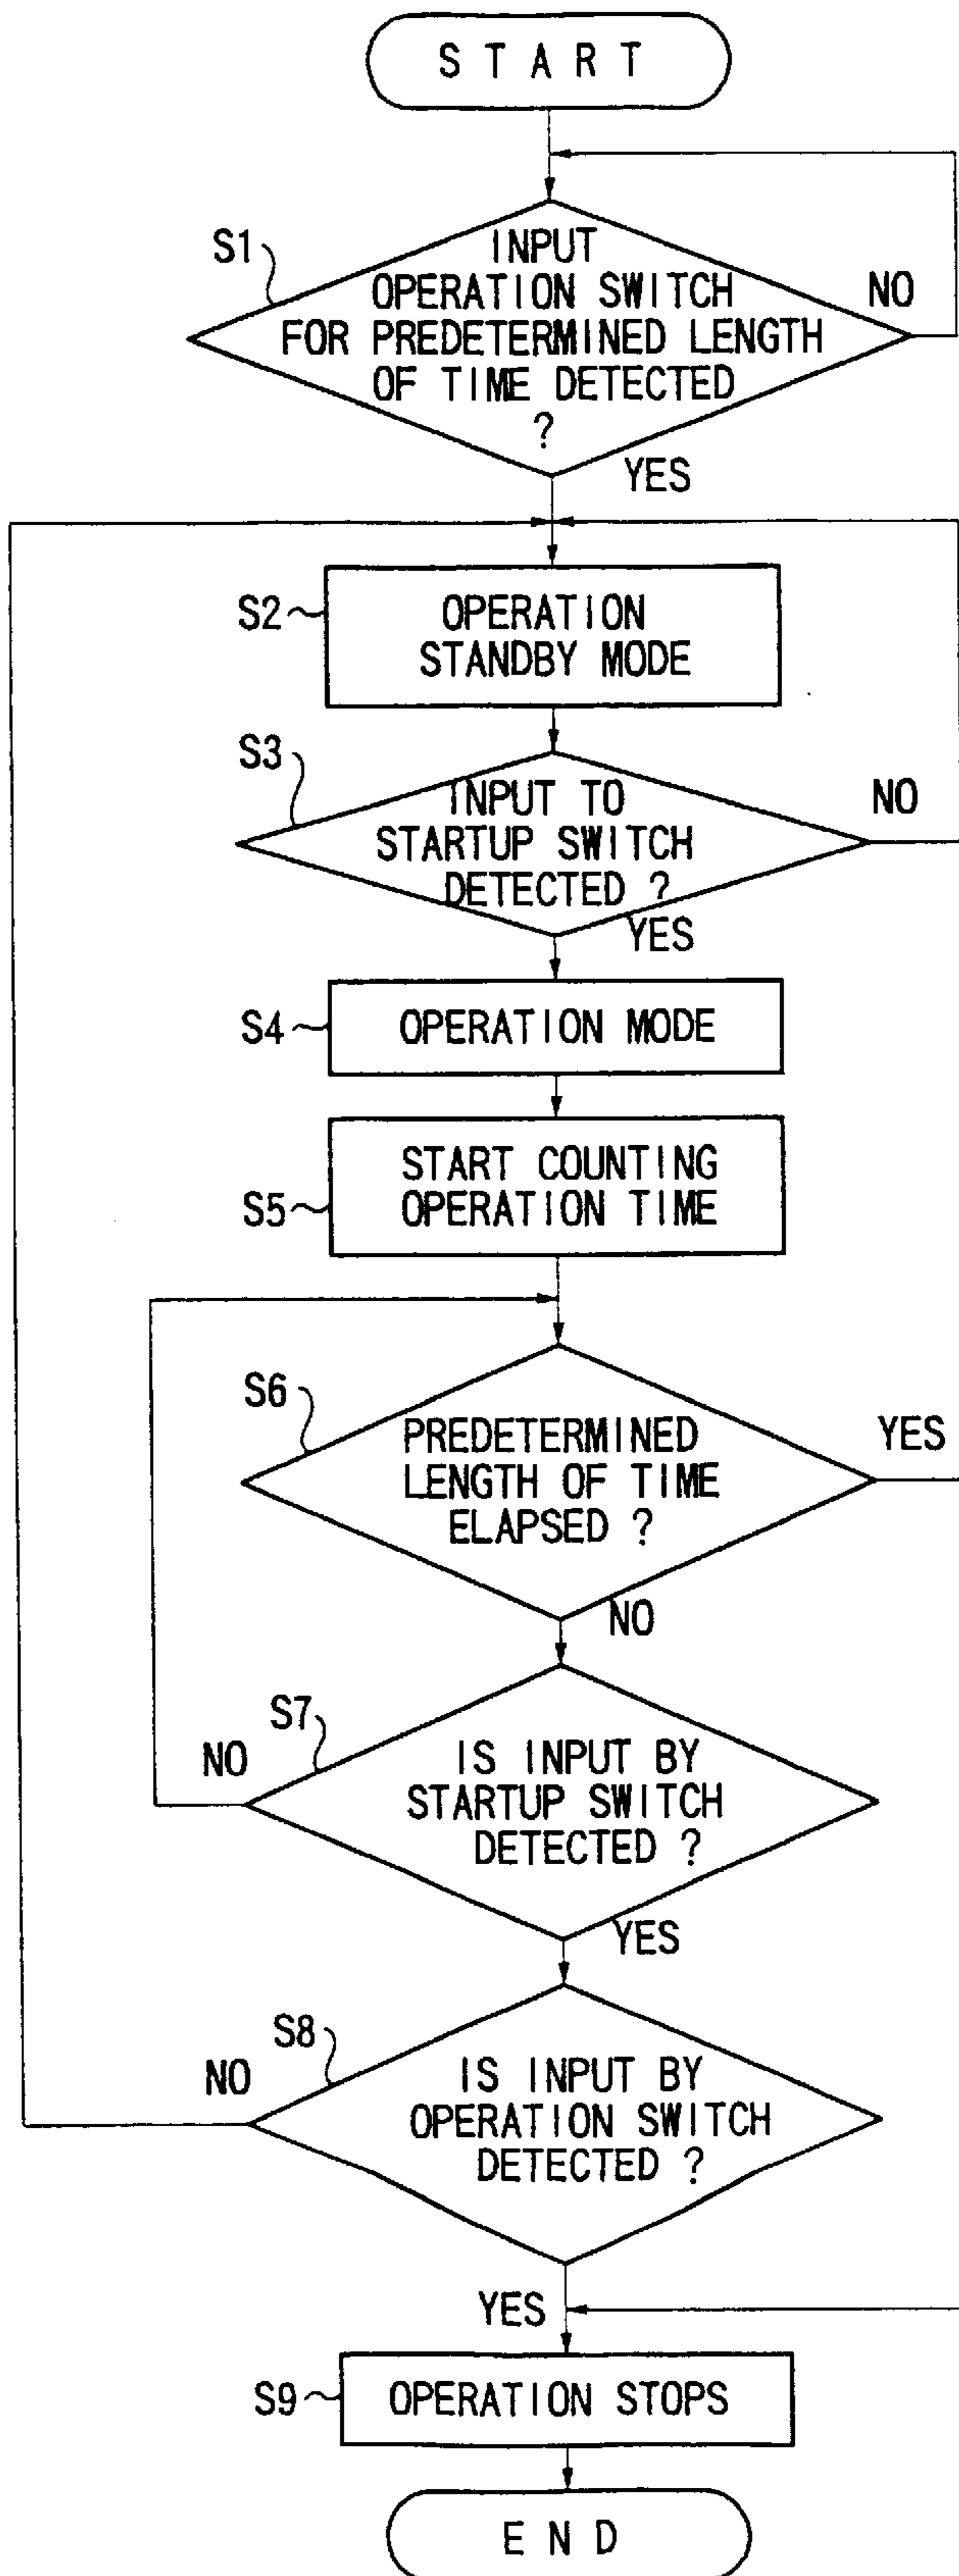 START
S1
INPUT
OPERATION SWITCH
FOR PREDETERMINED LENGTH
OF TIME DETECTED
?
NO
YES
S2
OPERATION
STANDBY MODE
S3
INPUT TO
STARTUP SWITCH
DETECTED ?
NO
YES
S4
OPERATION MODE
S5
START COUNTING
OPERATION TIME
S6
PREDETERMINED
LENGTH OF TIME
ELAPSED ?
YES
NO
S7
NO
IS INPUT BY
STARTUP SWITCH
DETECTED ?
YES
S8
NO
IS INPUT BY
OPERATION SWITCH
DETECTED ?
YES
S9
OPERATION STOPS
END